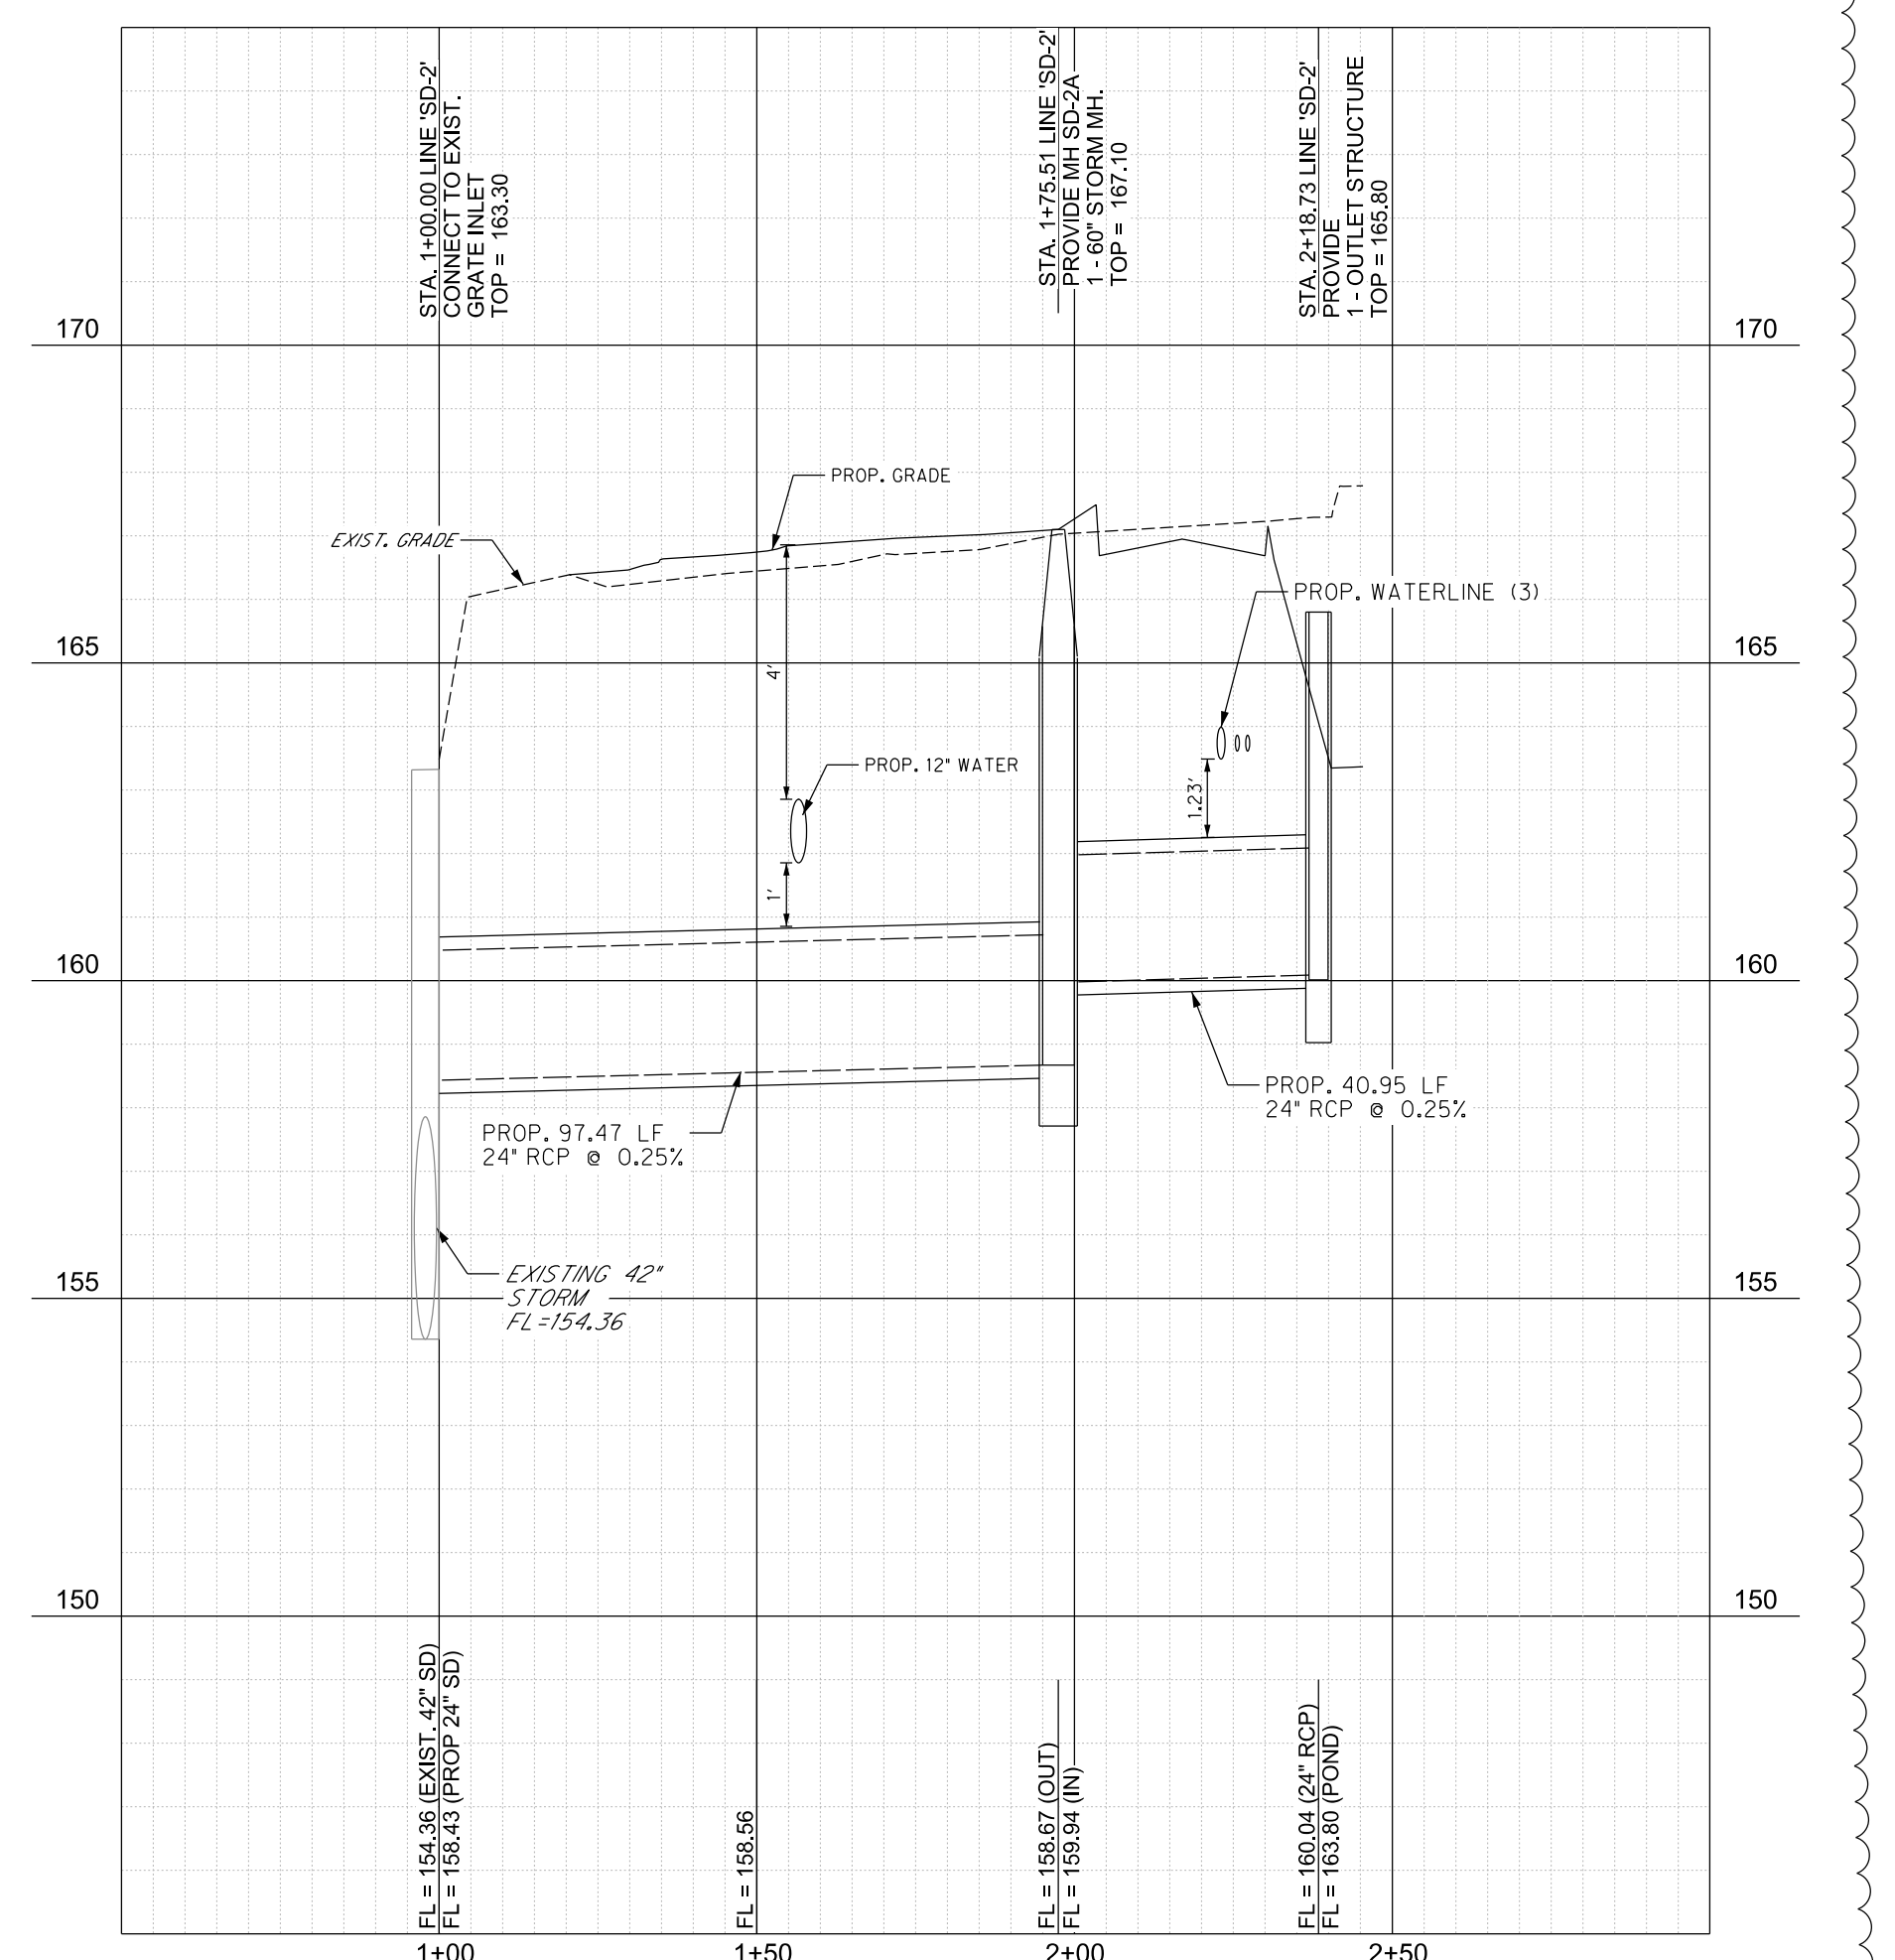 STA. 1+00.00 LINE 'SD-2'
CONNECT TO EXIST.
GRATE INLET
TOP = 163.30
STA. 1+75.51 LINE 'SD-2'
PROVIDE MH SD-2A
1 - 60" STORM MH.
TOP = 167.10
STA. 2+18.73 LINE 'SD-2'
PROVIDE
1 - OUTLET STRUCTURE
TOP = 165.80
170
170
PROP. GRADE
EXIST. GRADE
PROP. WATERLINE (3)
165
165
4'
PROP. 12" WATER
1.23'
1'
160
160
PROP. 40.95 LF
24" RCP @ 0.25%
PROP. 97.47 LF
24" RCP @ 0.25%
EXISTING 42"
STORM
FL=154.36
155
155
150
150
FL = 154.36 (EXIST. 42" SD)
FL = 158.43 (PROP 24" SD)
FL = 158.56
FL = 158.67 (OUT)
FL = 159.94 (IN)
FL = 160.04 (24" RCP)
FL = 163.80 (POND)
1+00
1+50
2+00
2+50